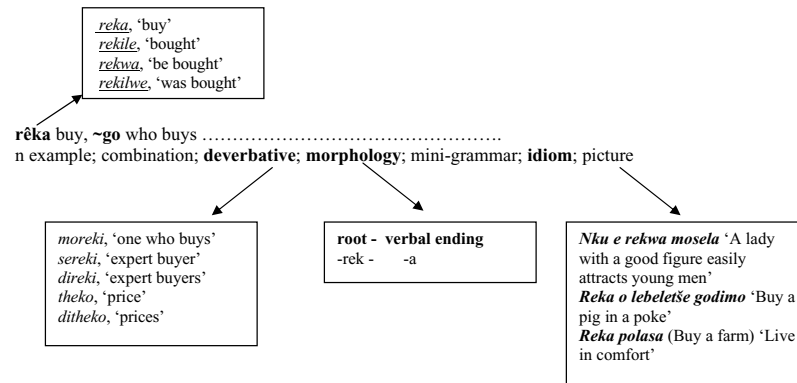 reka, ‘buy’
rekile, ‘bought’
rekwa, ‘be bought’
rekilwe, ‘was bought’
rêka buy, ~go who buys ………………………………………….
n example; combination; deverbative; morphology; mini-grammar; idiom; picture
moreki, ‘one who buys’
sereki, ‘expert buyer’
direki, ‘expert buyers’
theko, ‘price’
ditheko, ‘prices’
root - verbal ending
-rek - -a
Nku e rekwa mosela ‘A lady
with a good figure easily
attracts young men’
Reka o lebeletše godimo ‘Buy a
pig in a poke’
Reka polasa (Buy a farm) ‘Live
in comfort’